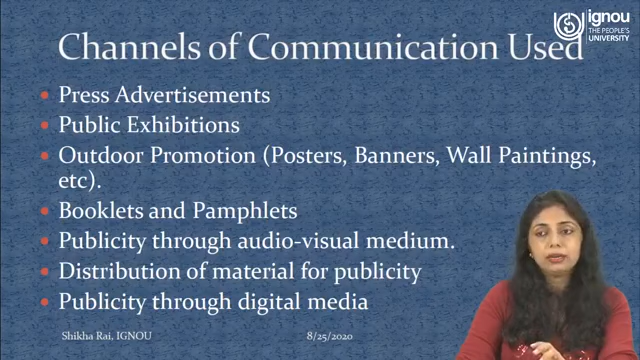 ignou
THE PEOPLE'S
UNIVERSITY
Channels of Communication Used
• Press Advertisements
• Public Exhibitions
• Outdoor Promotion (Posters, Banners, Wall Paintings,
etc).
• Booklets and Pamphlets
• Publicity through audio-visual medium.
• Distribution of material for publicity
• Publicity through digital media
Shikha Rai, IGNOU 8/25/2020